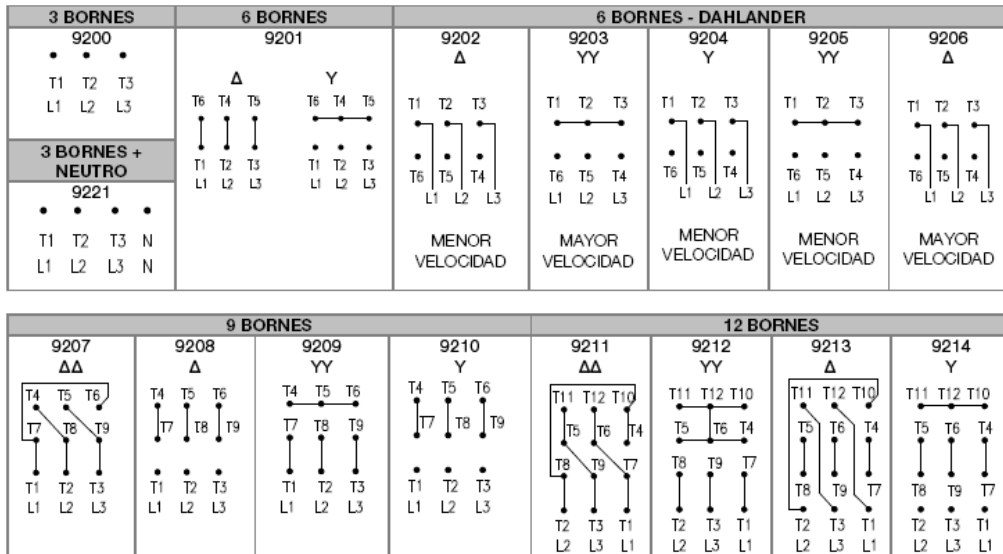 3 BORNES
6 BORNES
6 BORNES - DAHLANDER
9200
T1 T2 T3
L1 L2 L3
3 BORNES + NEUTRO
9221
T1 T2 T3 N
L1 L2 L3 N
9201
Δ Y
T6 T4 T5 T6 T4 T5
T1 T2 T3 T1 T2 T3
L1 L2 L3 L1 L2 L3
9202
Δ
T1 T2 T3
T6 T5 T4
L1 L2 L3
MENOR
VELOCIDAD
9203
YY
T1 T2 T3
T6 T5 T4
L1 L2 L3
MAYOR
VELOCIDAD
9204
Y
T1 T2 T3
T6 T5 T4
L1 L2 L3
MENOR
VELOCIDAD
9205
YY
T1 T2 T3
T6 T5 T4
L1 L2 L3
MENOR
VELOCIDAD
9206
Δ
T1 T2 T3
T6 T5 T4
L1 L2 L3
MAYOR
VELOCIDAD
9 BORNES
12 BORNES
9207
ΔΔ
T4 T5 T6
T7 T8 T9
T1 T2 T3
L1 L2 L3
9208
Δ
T4 T5 T6
T7 T8 T9
T1 T2 T3
L1 L2 L3
9209
YY
T4 T5 T6
T7 T8 T9
T1 T2 T3
L1 L2 L3
9210
Y
T4 T5 T6
T7 T8 T9
T1 T2 T3
L1 L2 L3
9211
ΔΔ
T11 T12 T10
T5 T6 T4
T8 T9 T7
T2 T3 T1
L2 L3 L1
9212
YY
T11 T12 T10
T5 T6 T4
T8 T9 T7
T2 T3 T1
L2 L3 L1
9213
Δ
T11 T12 T10
T5 T6 T4
T8 T9 T7
T2 T3 T1
L2 L3 L1
9214
Y
T11 T12 T10
T5 T6 T4
T8 T9 T7
T2 T3 T1
L2 L3 L1